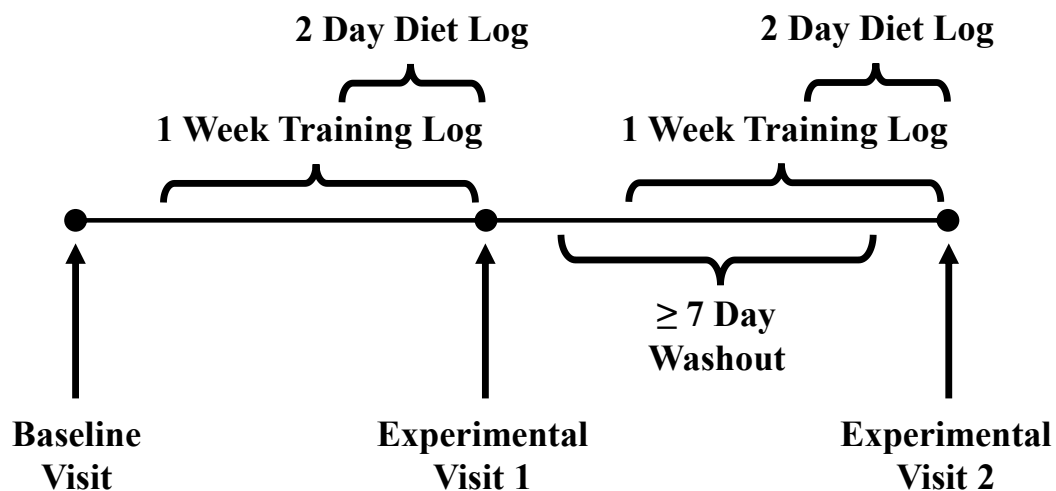 2 Day Diet Log
2 Day Diet Log
1 Week Training Log
1 Week Training Log
≥ 7 Day
Washout
Baseline
Visit
Experimental
Visit 1
Experimental
Visit 2